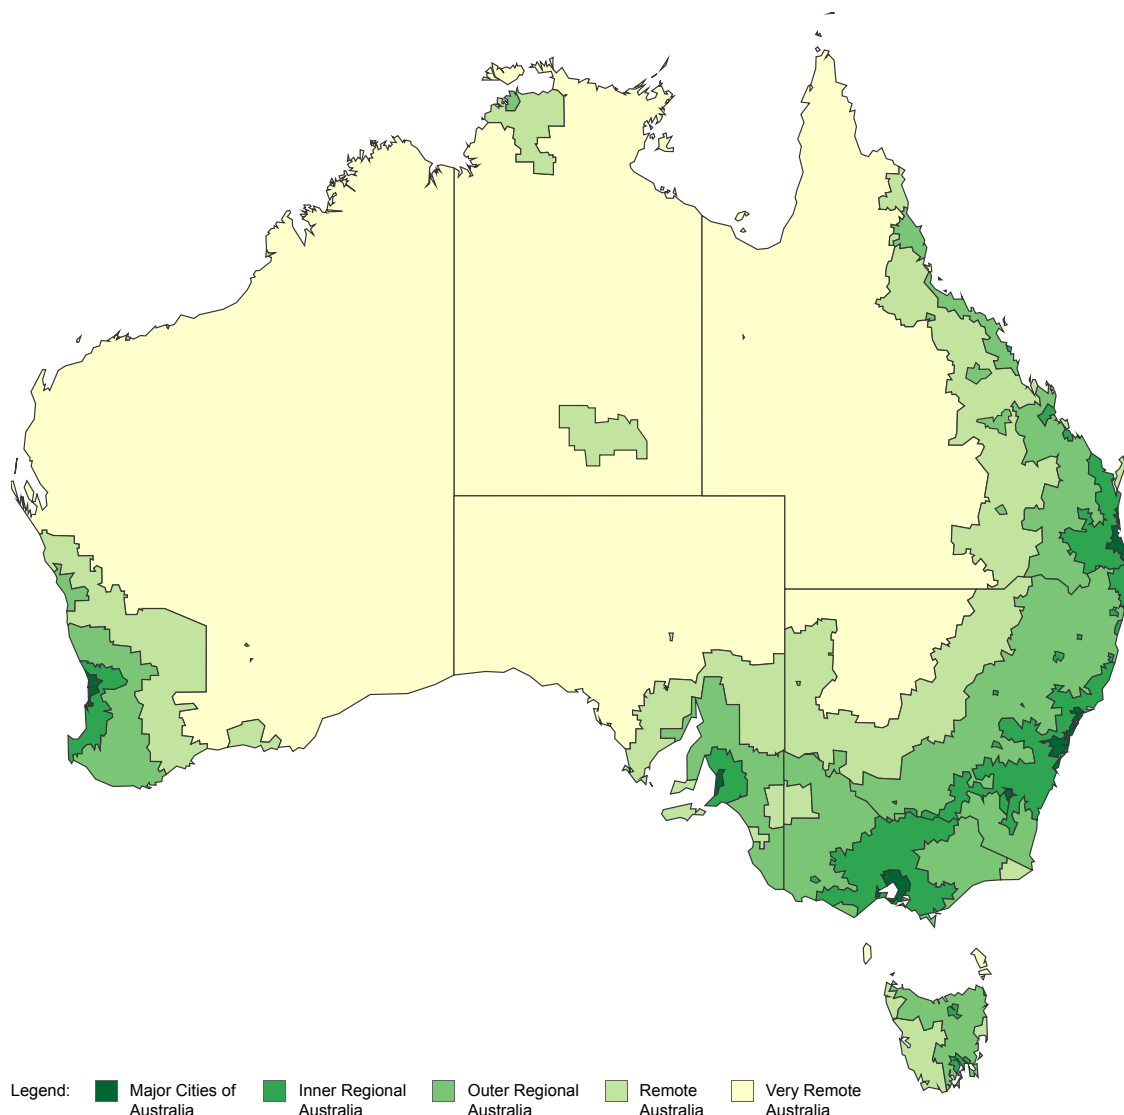 Legend:
Major Cities of
Australia
Inner Regional
Australia
Outer Regional
Australia
Remote
Australia
Very Remote
Australia